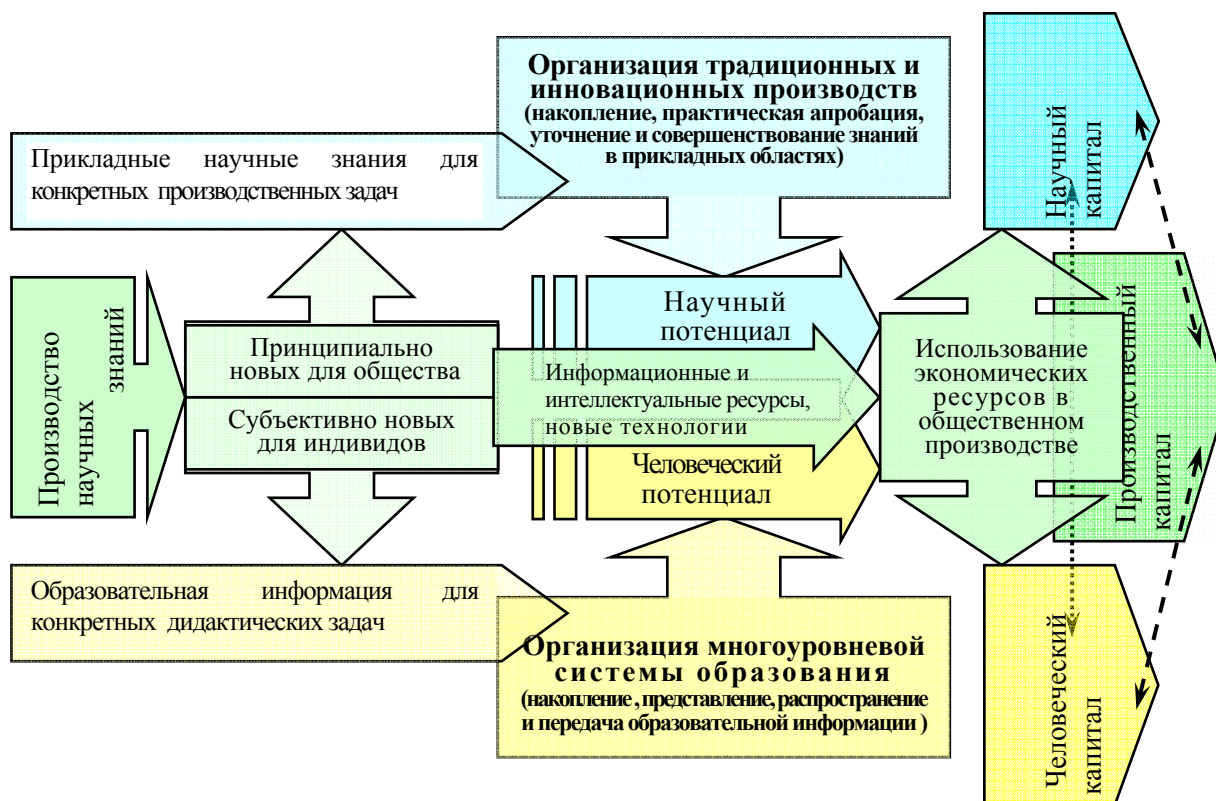 Организация традиционных и
инновационных производств
(накопление, практическая апробация,
уточнение и совершенствование знаний
в прикладных областях)
Прикладные научные знания для
конкретных производственных задач
Научный
капитал
Производство
научных
знаний
Принципиально
новых для общества
Субъективно новых
для индивидов
Научный
потенциал
Информационные и
интеллектуальные ресурсы,
новые технологии
Человеческий
потенциал
Использование
экономических
ресурсов в
общественном
производстве
Производственный
капитал
Образовательная информация для
конкретных дидактических задач
Организация многоуровневой
системы образования
(накопление , представление, распространение
и передача образовательной информации )
Человеческий
капитал